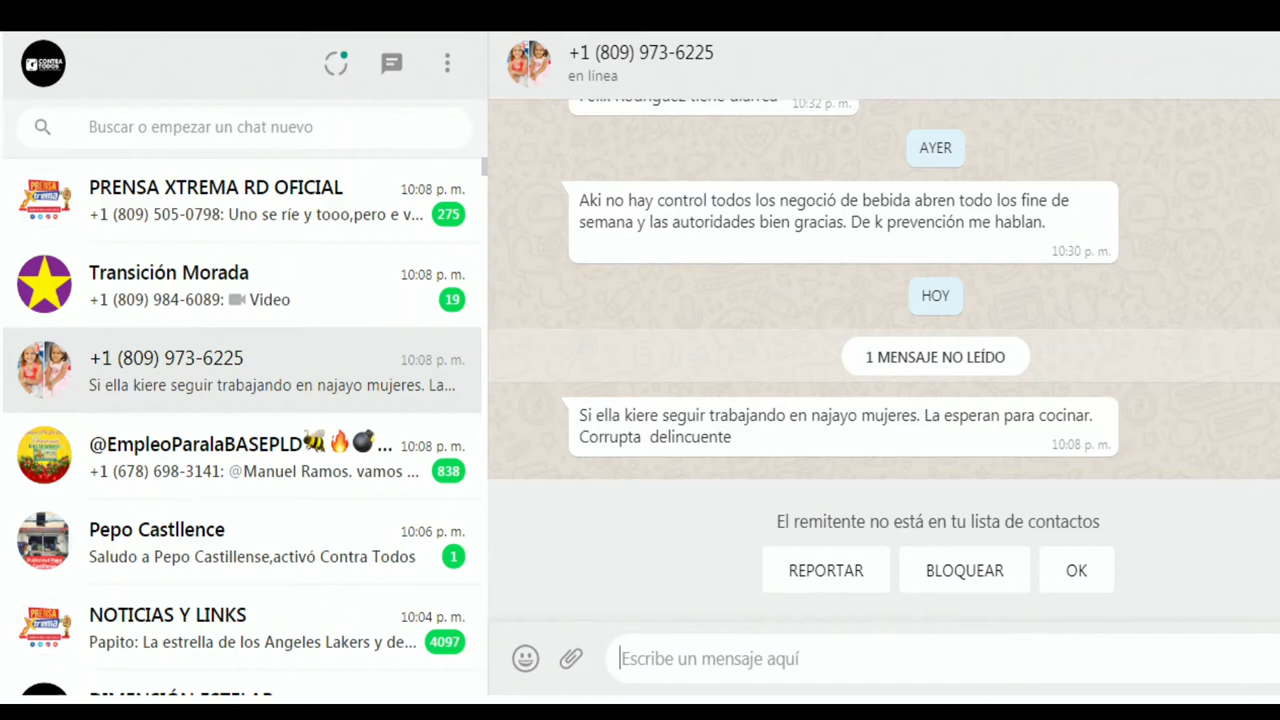 CONTRA
TODOS
Buscar o empezar un chat nuevo
PRENSA XTREMA RD OFICIAL
10:08 p. m.
+1 (809) 505-0798: Uno se ríe y tooo,pero e v...
275
Transición Morada
10:08 p. m.
+1 (809) 984-6089: Video
19
+1 (809) 973-6225
10:08 p. m.
Si ella kiere seguir trabajando en najayo mujeres. La...
@EmpleoParalaBASEPLD🐝🔥💣 ...
10:08 p. m.
+1 (678) 698-3141: @Manuel Ramos. vamos ...
838
Pepo Castllence
10:06 p. m.
Saludo a Pepo Castillense,activó Contra Todos
1
NOTICIAS Y LINKS
10:04 p. m.
Papito: La estrella de los Angeles Lakers y de...
4097
DIMENSIÓN ESTELAR
+1 (809) 973-6225
en línea
Felix Rodriguez tiene diarrea
10:32 p. m.
AYER
Aki no hay control todos los negoció de bebida abren todo los fine de
semana y las autoridades bien gracias. De k prevención me hablan.
10:30 p. m.
HOY
1 MENSAJE NO LEÍDO
Si ella kiere seguir trabajando en najayo mujeres. La esperan para cocinar.
Corrupta  delincuente
10:08 p. m.
El remitente no está en tu lista de contactos
REPORTAR
BLOQUEAR
OK
Escribe un mensaje aquí